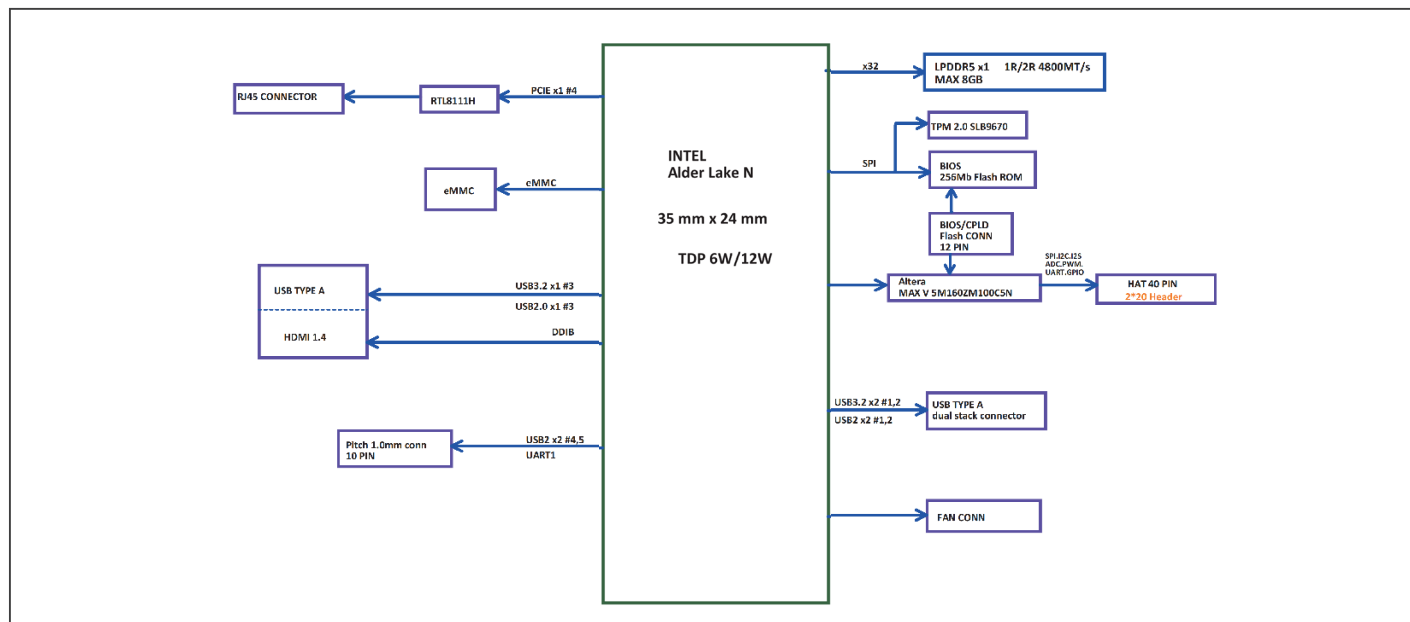 x32
LPDDR5 x1 1R/2R 4800MT/s
MAX 8GB
RJ45 CONNECTOR
RTL8111H
PCIE x1 #4
TPM 2.0 SLB9670
INTEL
Alder Lake N
35 mm x 24 mm
TDP 6W/12W
SPI
BIOS
256Mb Flash ROM
eMMC
eMMC
BIOS/CPLD
Flash CONN
12 PIN
SPI.I2C.I2S
ADC.PWM.
UART.GPIO
Altera
MAX V 5M160ZM100C5N
HAT 40 PIN
2*20 Header
USB TYPE A
USB3.2 x1 #3
USB2.0 x1 #3
HDMI 1.4
DDIB
USB3.2 x2 #1,2
USB2 x2 #1,2
USB TYPE A
dual stack connector
Pitch 1.0mm conn
10 PIN
USB2 x2 #4,5
UART1
FAN CONN